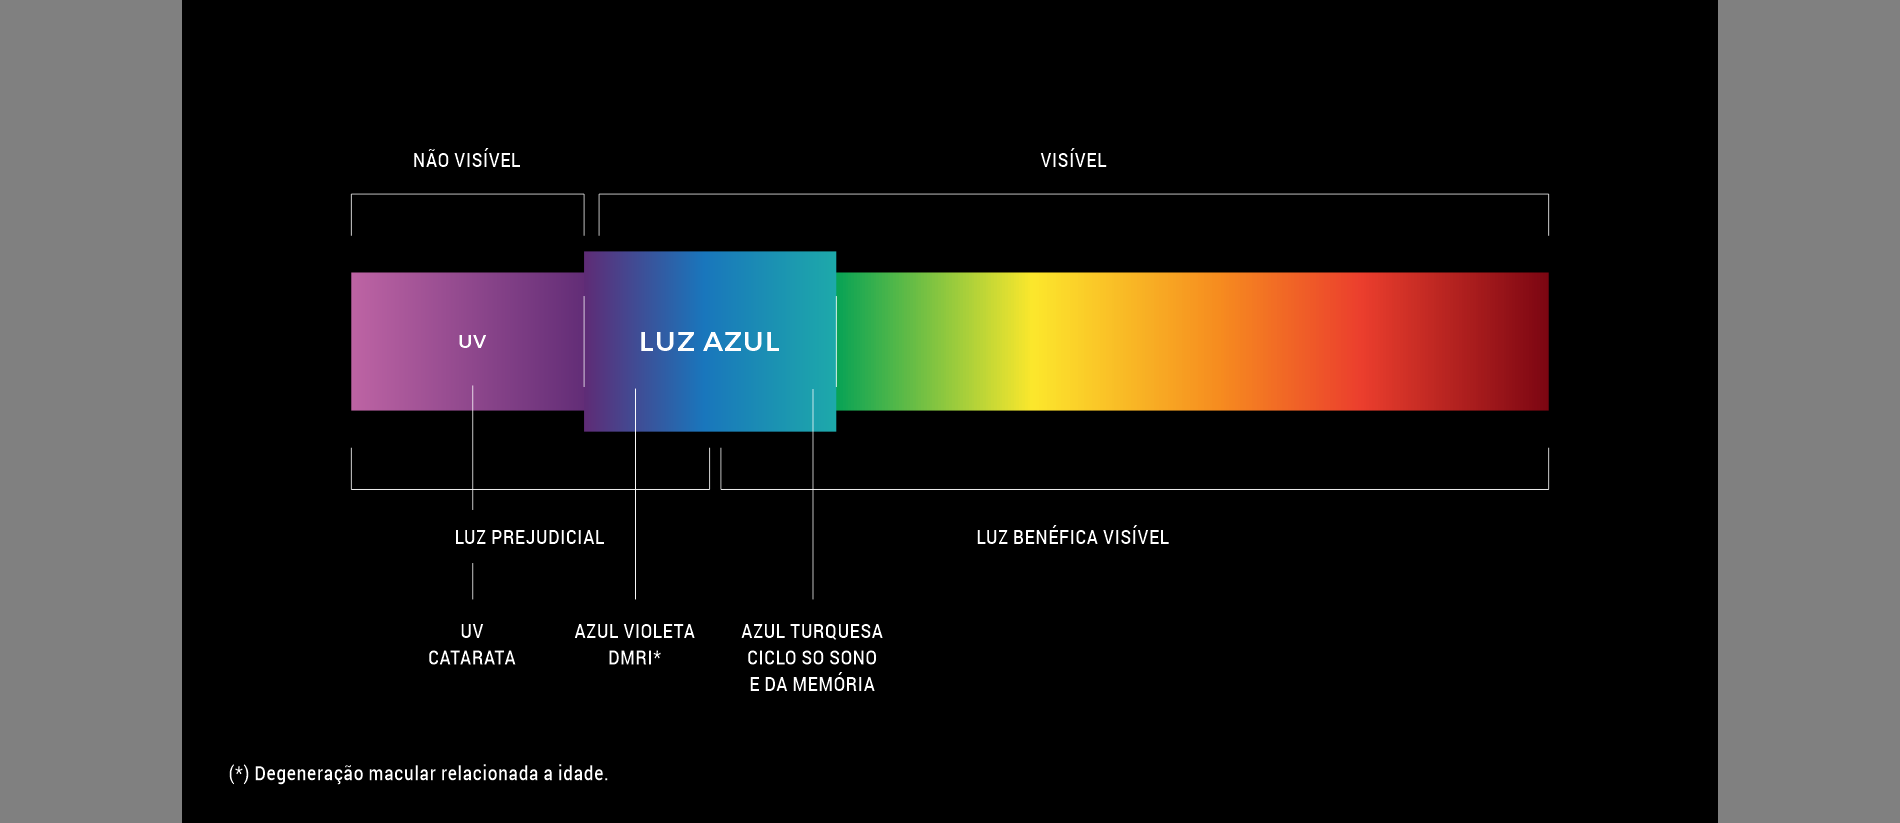 NÃO VISÍVEL
VISÍVEL
UV
LUZ AZUL
LUZ PREJUDICIAL
LUZ BENÉFICA VISÍVEL
UV
CATARATA
AZUL VIOLETA
DMRI*
AZUL TURQUESA
CICLO SO SONO
E DA MEMÓRIA
(*) Degeneração macular relacionada a idade.